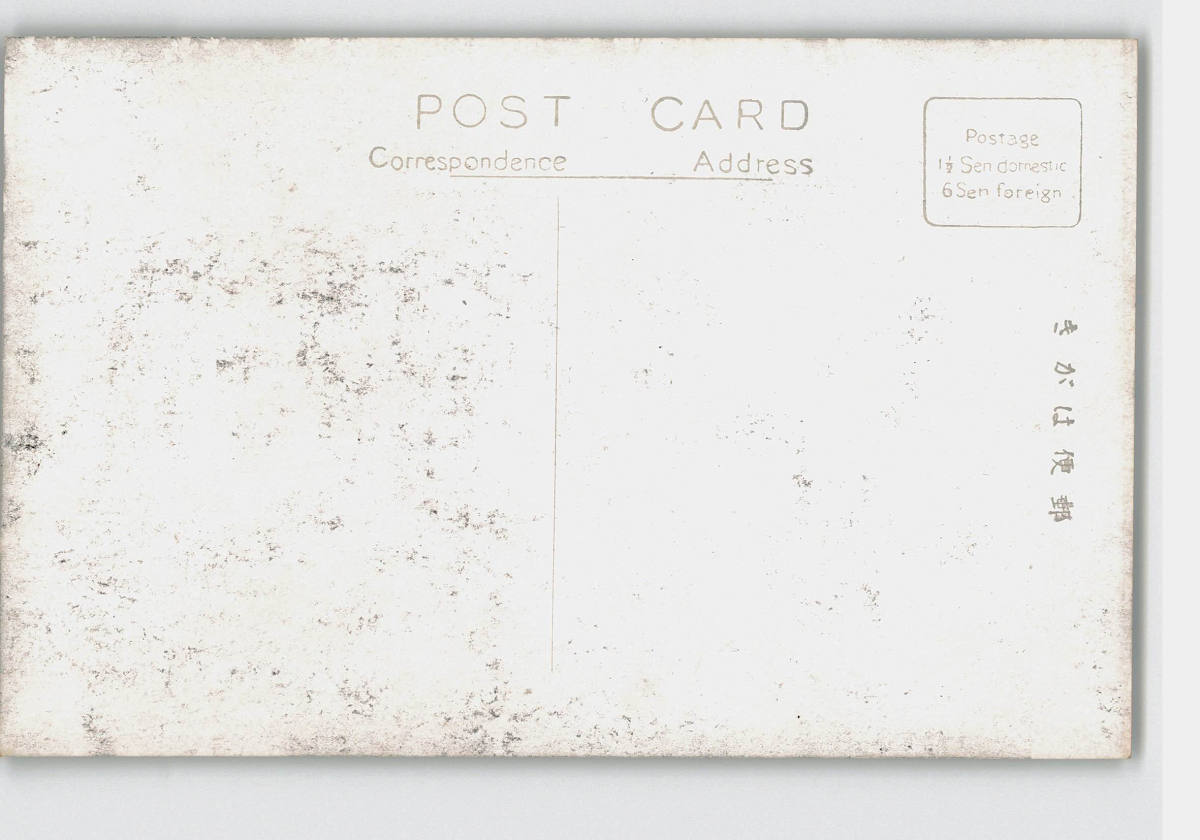 POST CARD
Correspondence Address
Postage
1½ Sen domestic
6 Sen foreign
郵便はがき